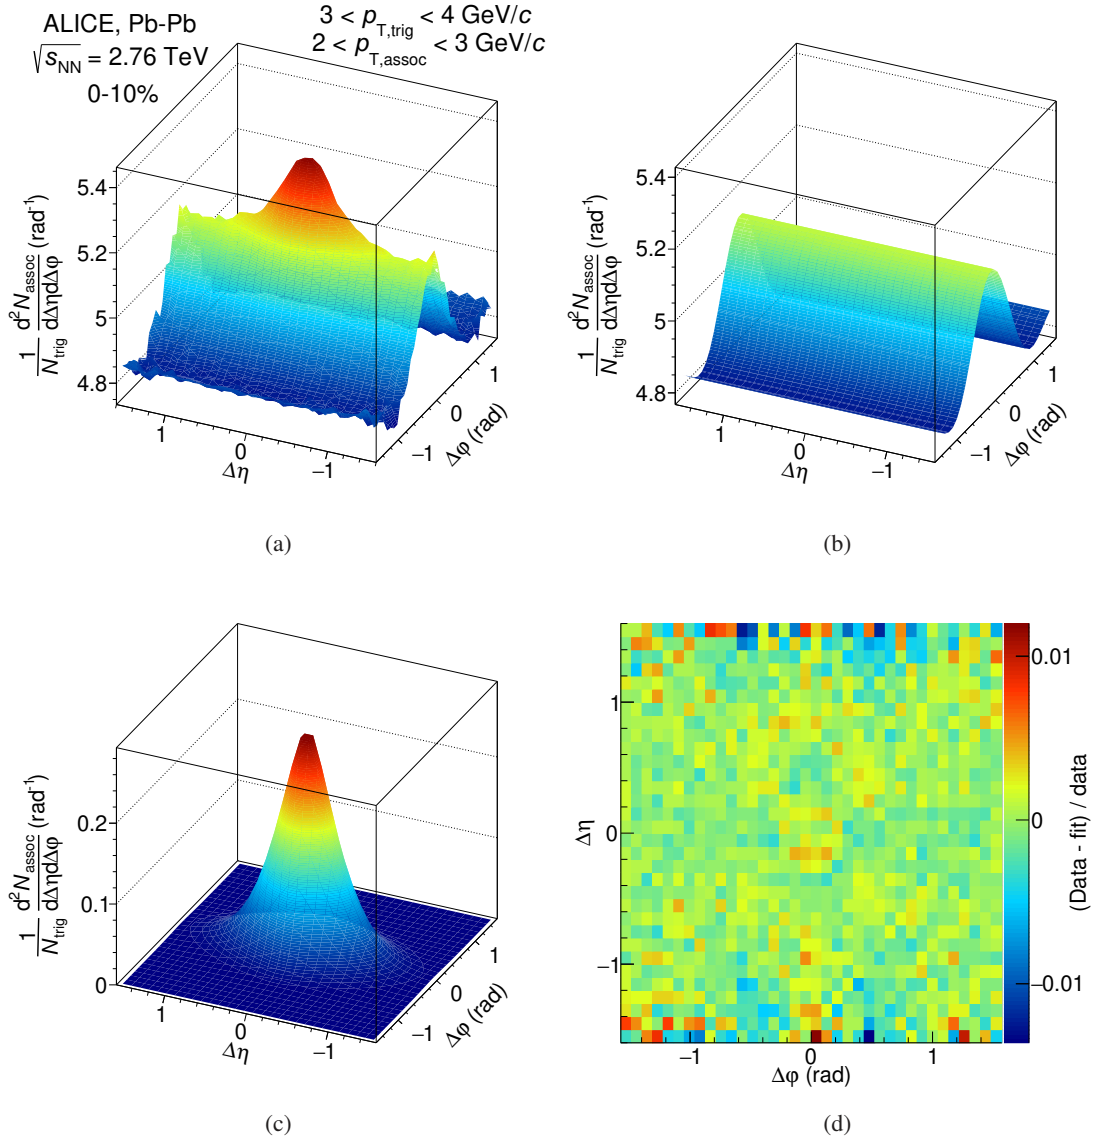 ALICE, Pb-Pb
√s_NN = 2.76 TeV
0-10%
3 < p_T,trig < 4 GeV/c
2 < p_T,assoc < 3 GeV/c
5.4
5.2
5
4.8
1/N_trig d²N_assoc/dΔηdΔφ (rad⁻¹)
1
0
−1
Δη
−1
0
1
Δφ (rad)
(a)
5.4
5.2
5
4.8
1/N_trig d²N_assoc/dΔηdΔφ (rad⁻¹)
1
0
−1
Δη
−1
0
1
Δφ (rad)
(b)
0.2
0.1
0
1/N_trig d²N_assoc/dΔηdΔφ (rad⁻¹)
1
0
−1
Δη
−1
0
1
Δφ (rad)
(c)
1
0
−1
Δη
−1
0
1
Δφ (rad)
0.01
0
−0.01
(Data - fit) / data
(d)